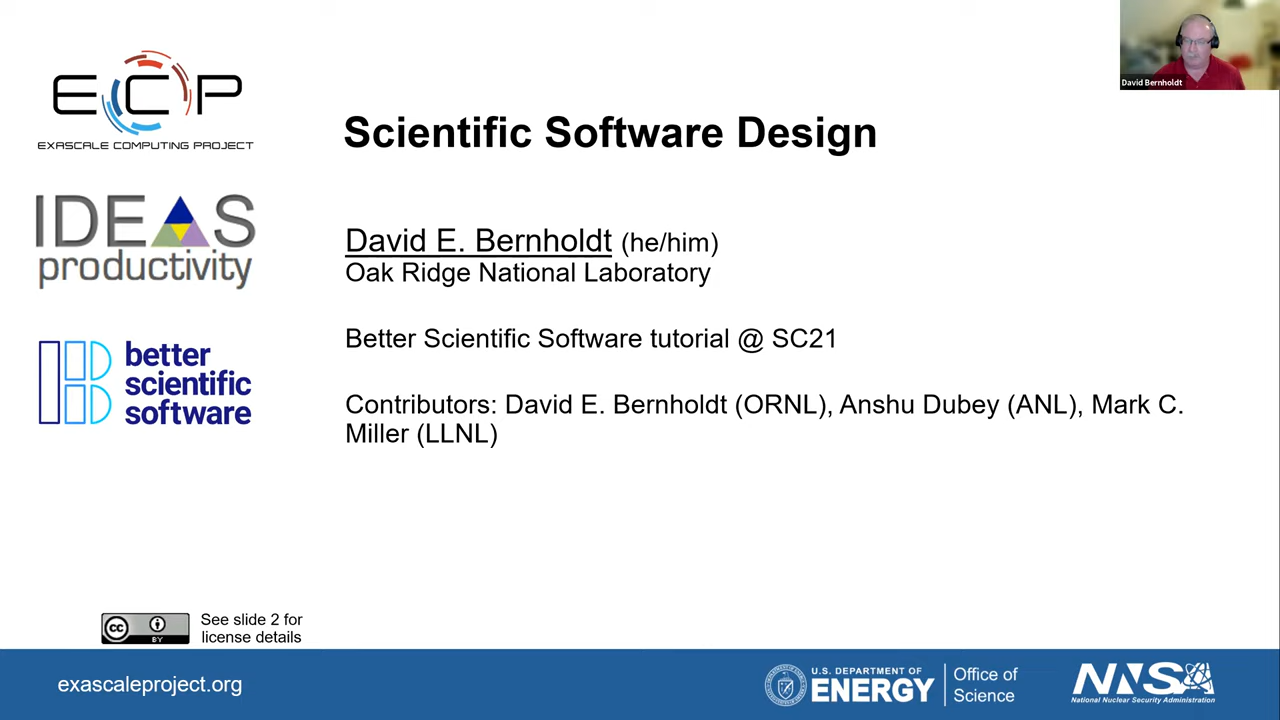 David Bernholdt
ECP
EXASCALE COMPUTING PROJECT
Scientific Software Design
IDEAS
productivity
David E. Bernholdt (he/him)
Oak Ridge National Laboratory
better
scientific
software
Better Scientific Software tutorial @ SC21
Contributors: David E. Bernholdt (ORNL), Anshu Dubey (ANL), Mark C.
Miller (LLNL)
cc
BY
See slide 2 for
license details
exascaleproject.org
U.S. DEPARTMENT OF
ENERGY
Office of
Science
NNSA
National Nuclear Security Administration